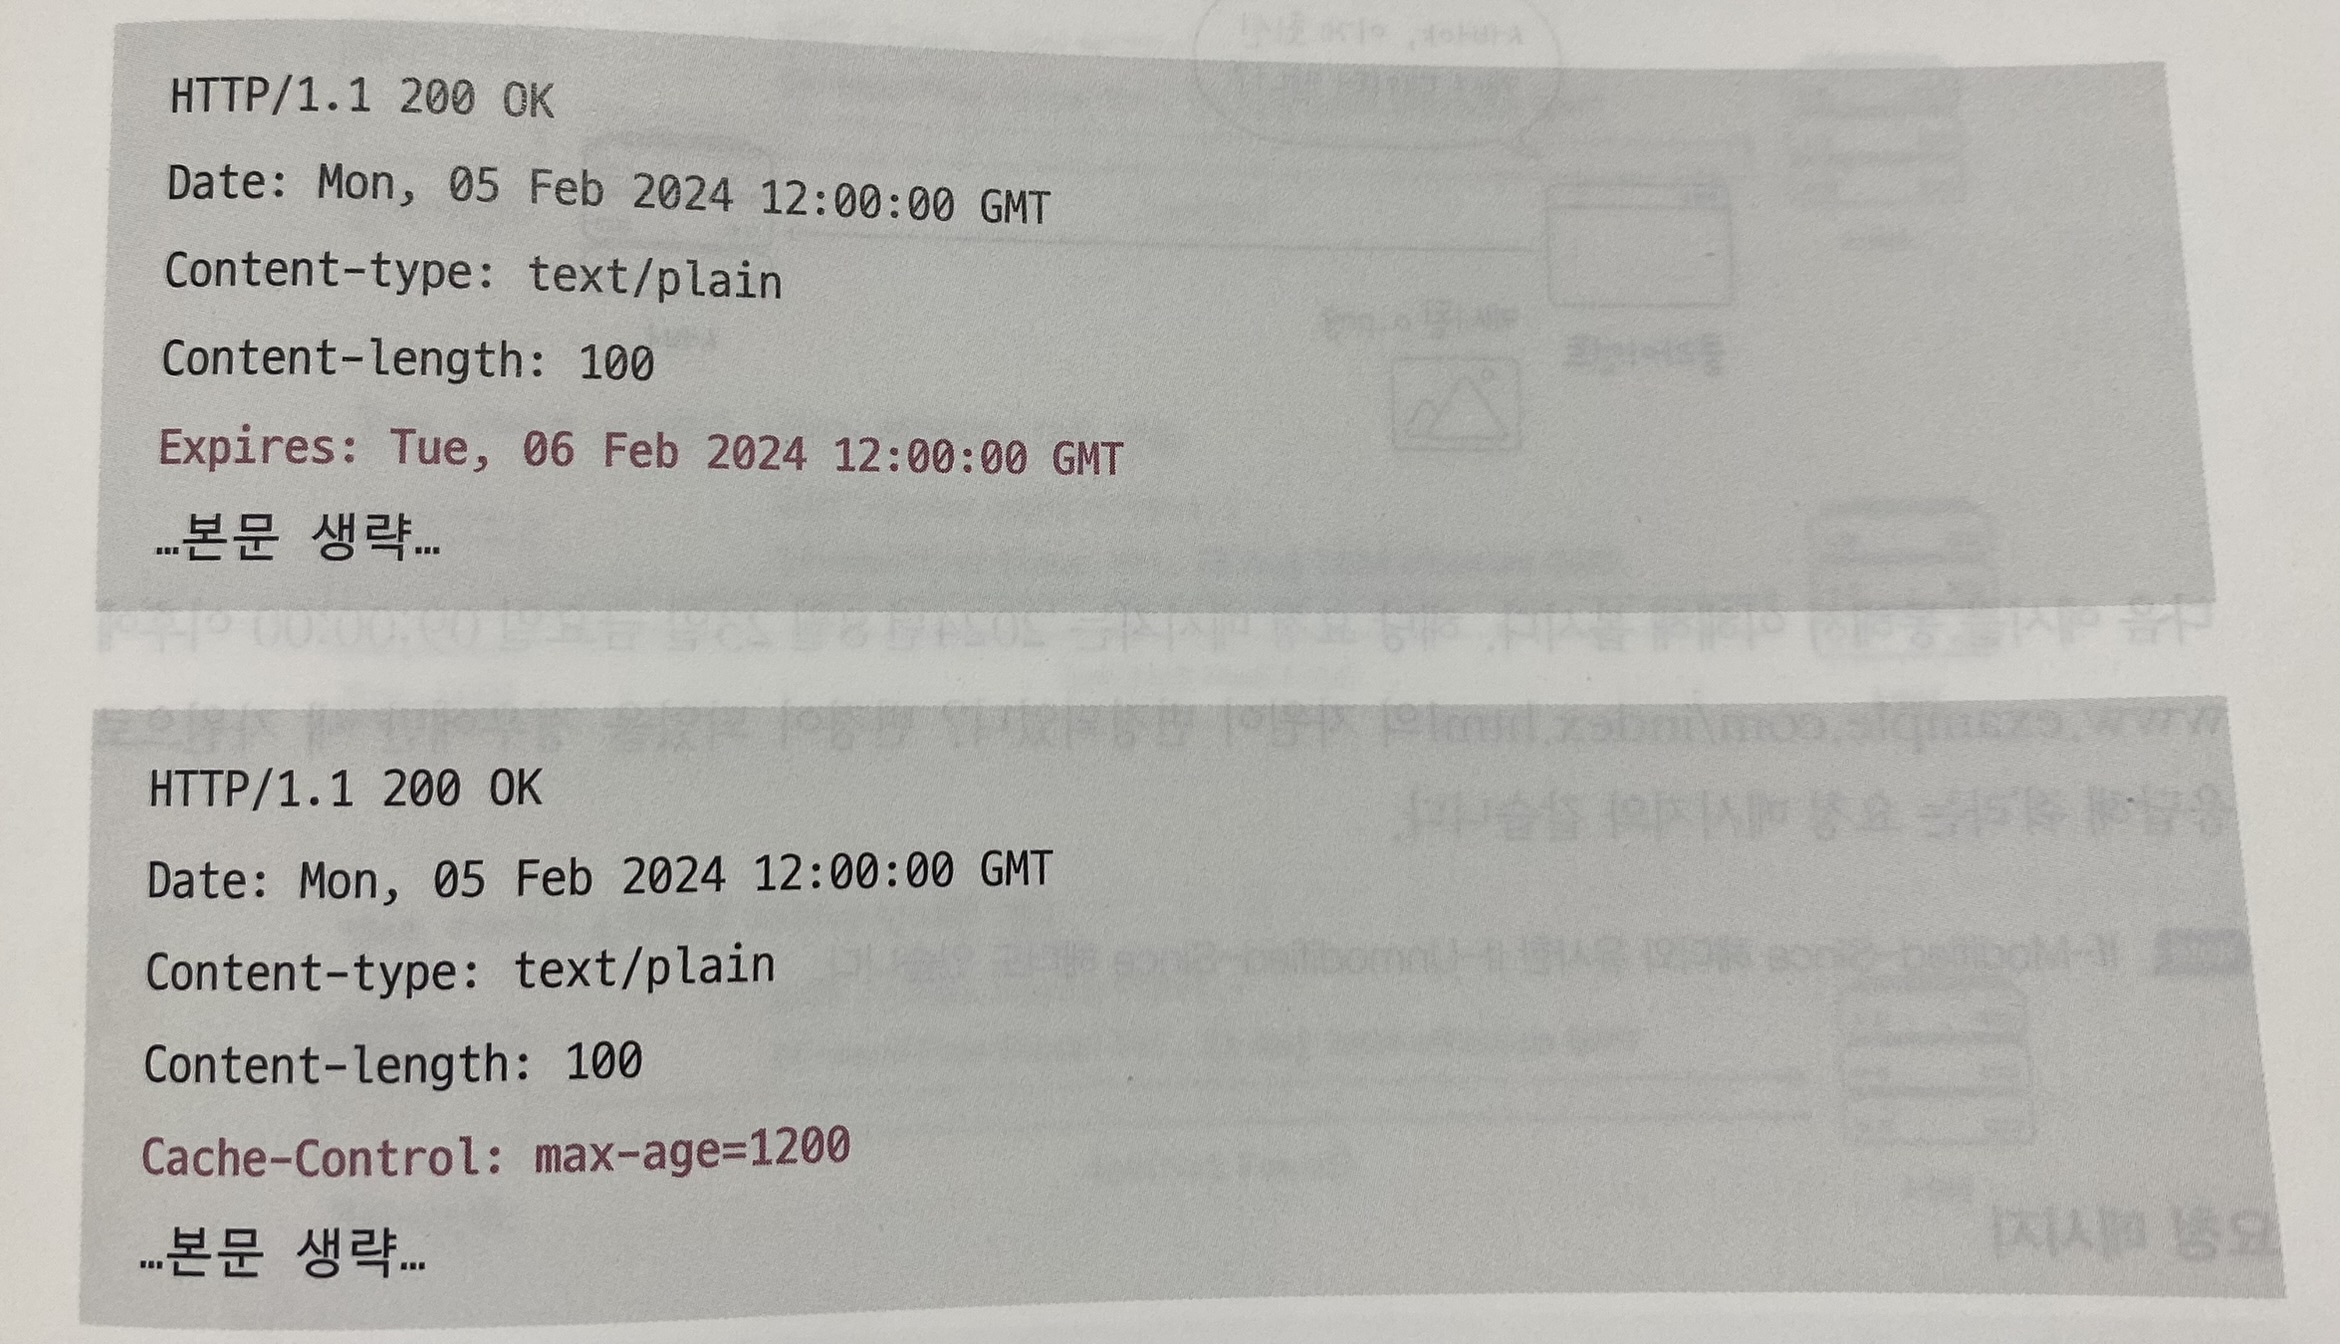 HTTP/1.1 200 OK
Date: Mon, 05 Feb 2024 12:00:00 GMT
Content-type: text/plain
Content-length: 100
Expires: Tue, 06 Feb 2024 12:00:00 GMT
…본문 생략…
HTTP/1.1 200 OK
Date: Mon, 05 Feb 2024 12:00:00 GMT
Content-type: text/plain
Content-length: 100
Cache-Control: max-age=1200
…본문 생략…